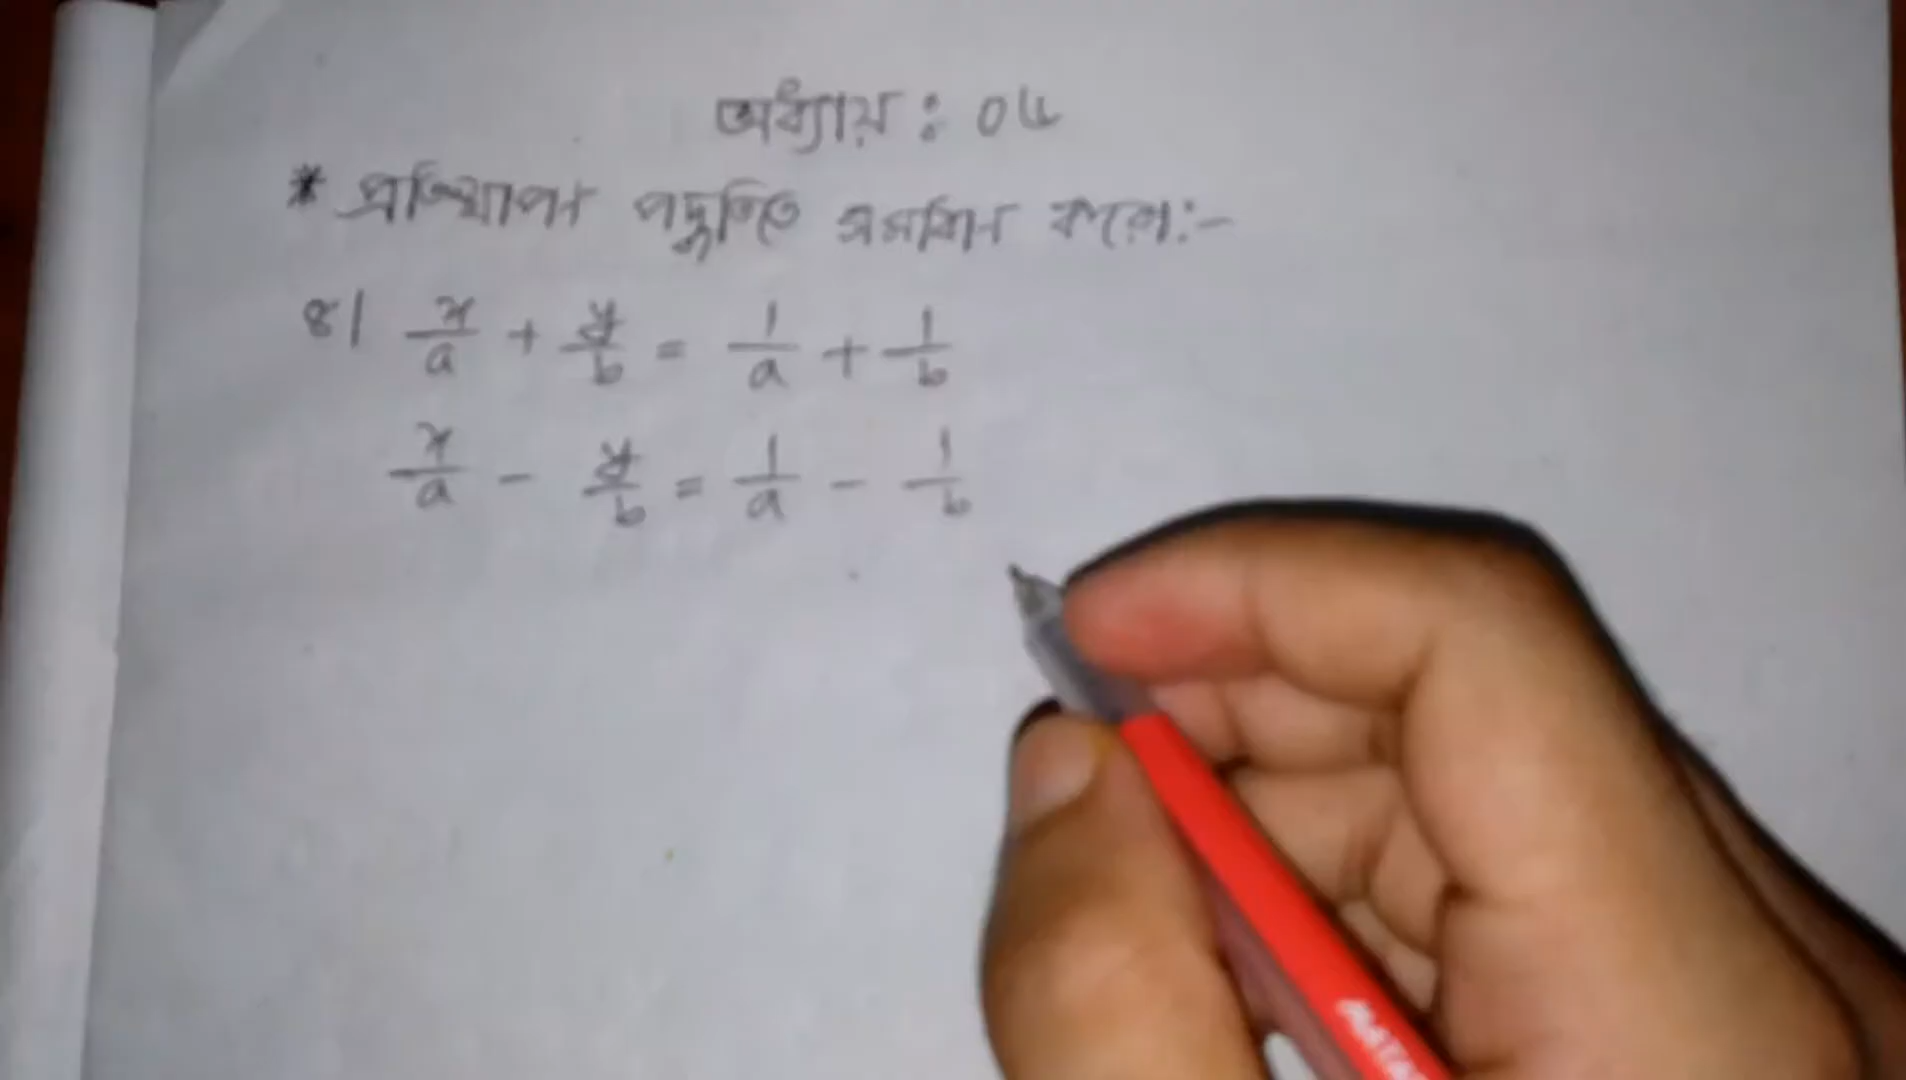 অধ্যায় : ০৬
* প্রতিস্থাপন পদ্ধতিতে সমাধান করো:-
৪| x/a + y/b = 1/a + 1/b
x/a - y/b = 1/a - 1/b